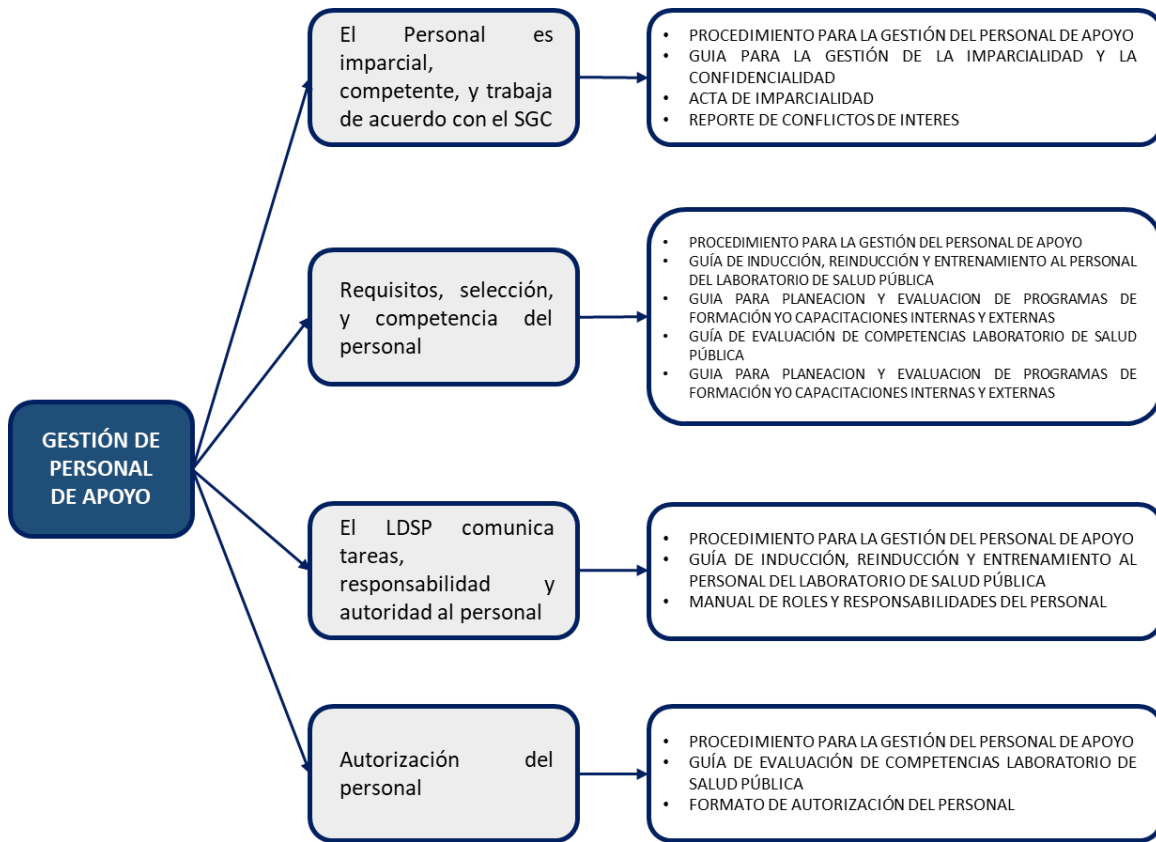 El Personal es
imparcial,
competente, y trabaja
de acuerdo con el SGC
• PROCEDIMIENTO PARA LA GESTIÓN DEL PERSONAL DE APOYO
• GUIA PARA LA GESTIÓN DE LA IMPARCIALIDAD Y LA
CONFIDENCIALIDAD
• ACTA DE IMPARCIALIDAD
• REPORTE DE CONFLICTOS DE INTERES
Requisitos, selección,
y competencia del
personal
• PROCEDIMIENTO PARA LA GESTIÓN DEL PERSONAL DE APOYO
• GUÍA DE INDUCCIÓN, REINDUCCIÓN Y ENTRENAMIENTO AL PERSONAL
DEL LABORATORIO DE SALUD PÚBLICA
• GUIA PARA PLANEACION Y EVALUACION DE PROGRAMAS DE
FORMACIÓN YO CAPACITACIONES INTERNAS Y EXTERNAS
• GUÍA DE EVALUACIÓN DE COMPETENCIAS LABORATORIO DE SALUD
PÚBLICA
• GUIA PARA PLANEACION Y EVALUACION DE PROGRAMAS DE
FORMACIÓN YO CAPACITACIONES INTERNAS Y EXTERNAS
GESTIÓN DE
PERSONAL
DE APOYO
El LDSP comunica
tareas,
responsabilidad y
autoridad al personal
• PROCEDIMIENTO PARA LA GESTIÓN DEL PERSONAL DE APOYO
• GUÍA DE INDUCCIÓN, REINDUCCIÓN Y ENTRENAMIENTO AL
PERSONAL DEL LABORATORIO DE SALUD PÚBLICA
• MANUAL DE ROLES Y RESPONSABILIDADES DEL PERSONAL
Autorización del
personal
• PROCEDIMIENTO PARA LA GESTIÓN DEL PERSONAL DE APOYO
• GUÍA DE EVALUACIÓN DE COMPETENCIAS LABORATORIO DE
SALUD PÚBLICA
• FORMATO DE AUTORIZACIÓN DEL PERSONAL